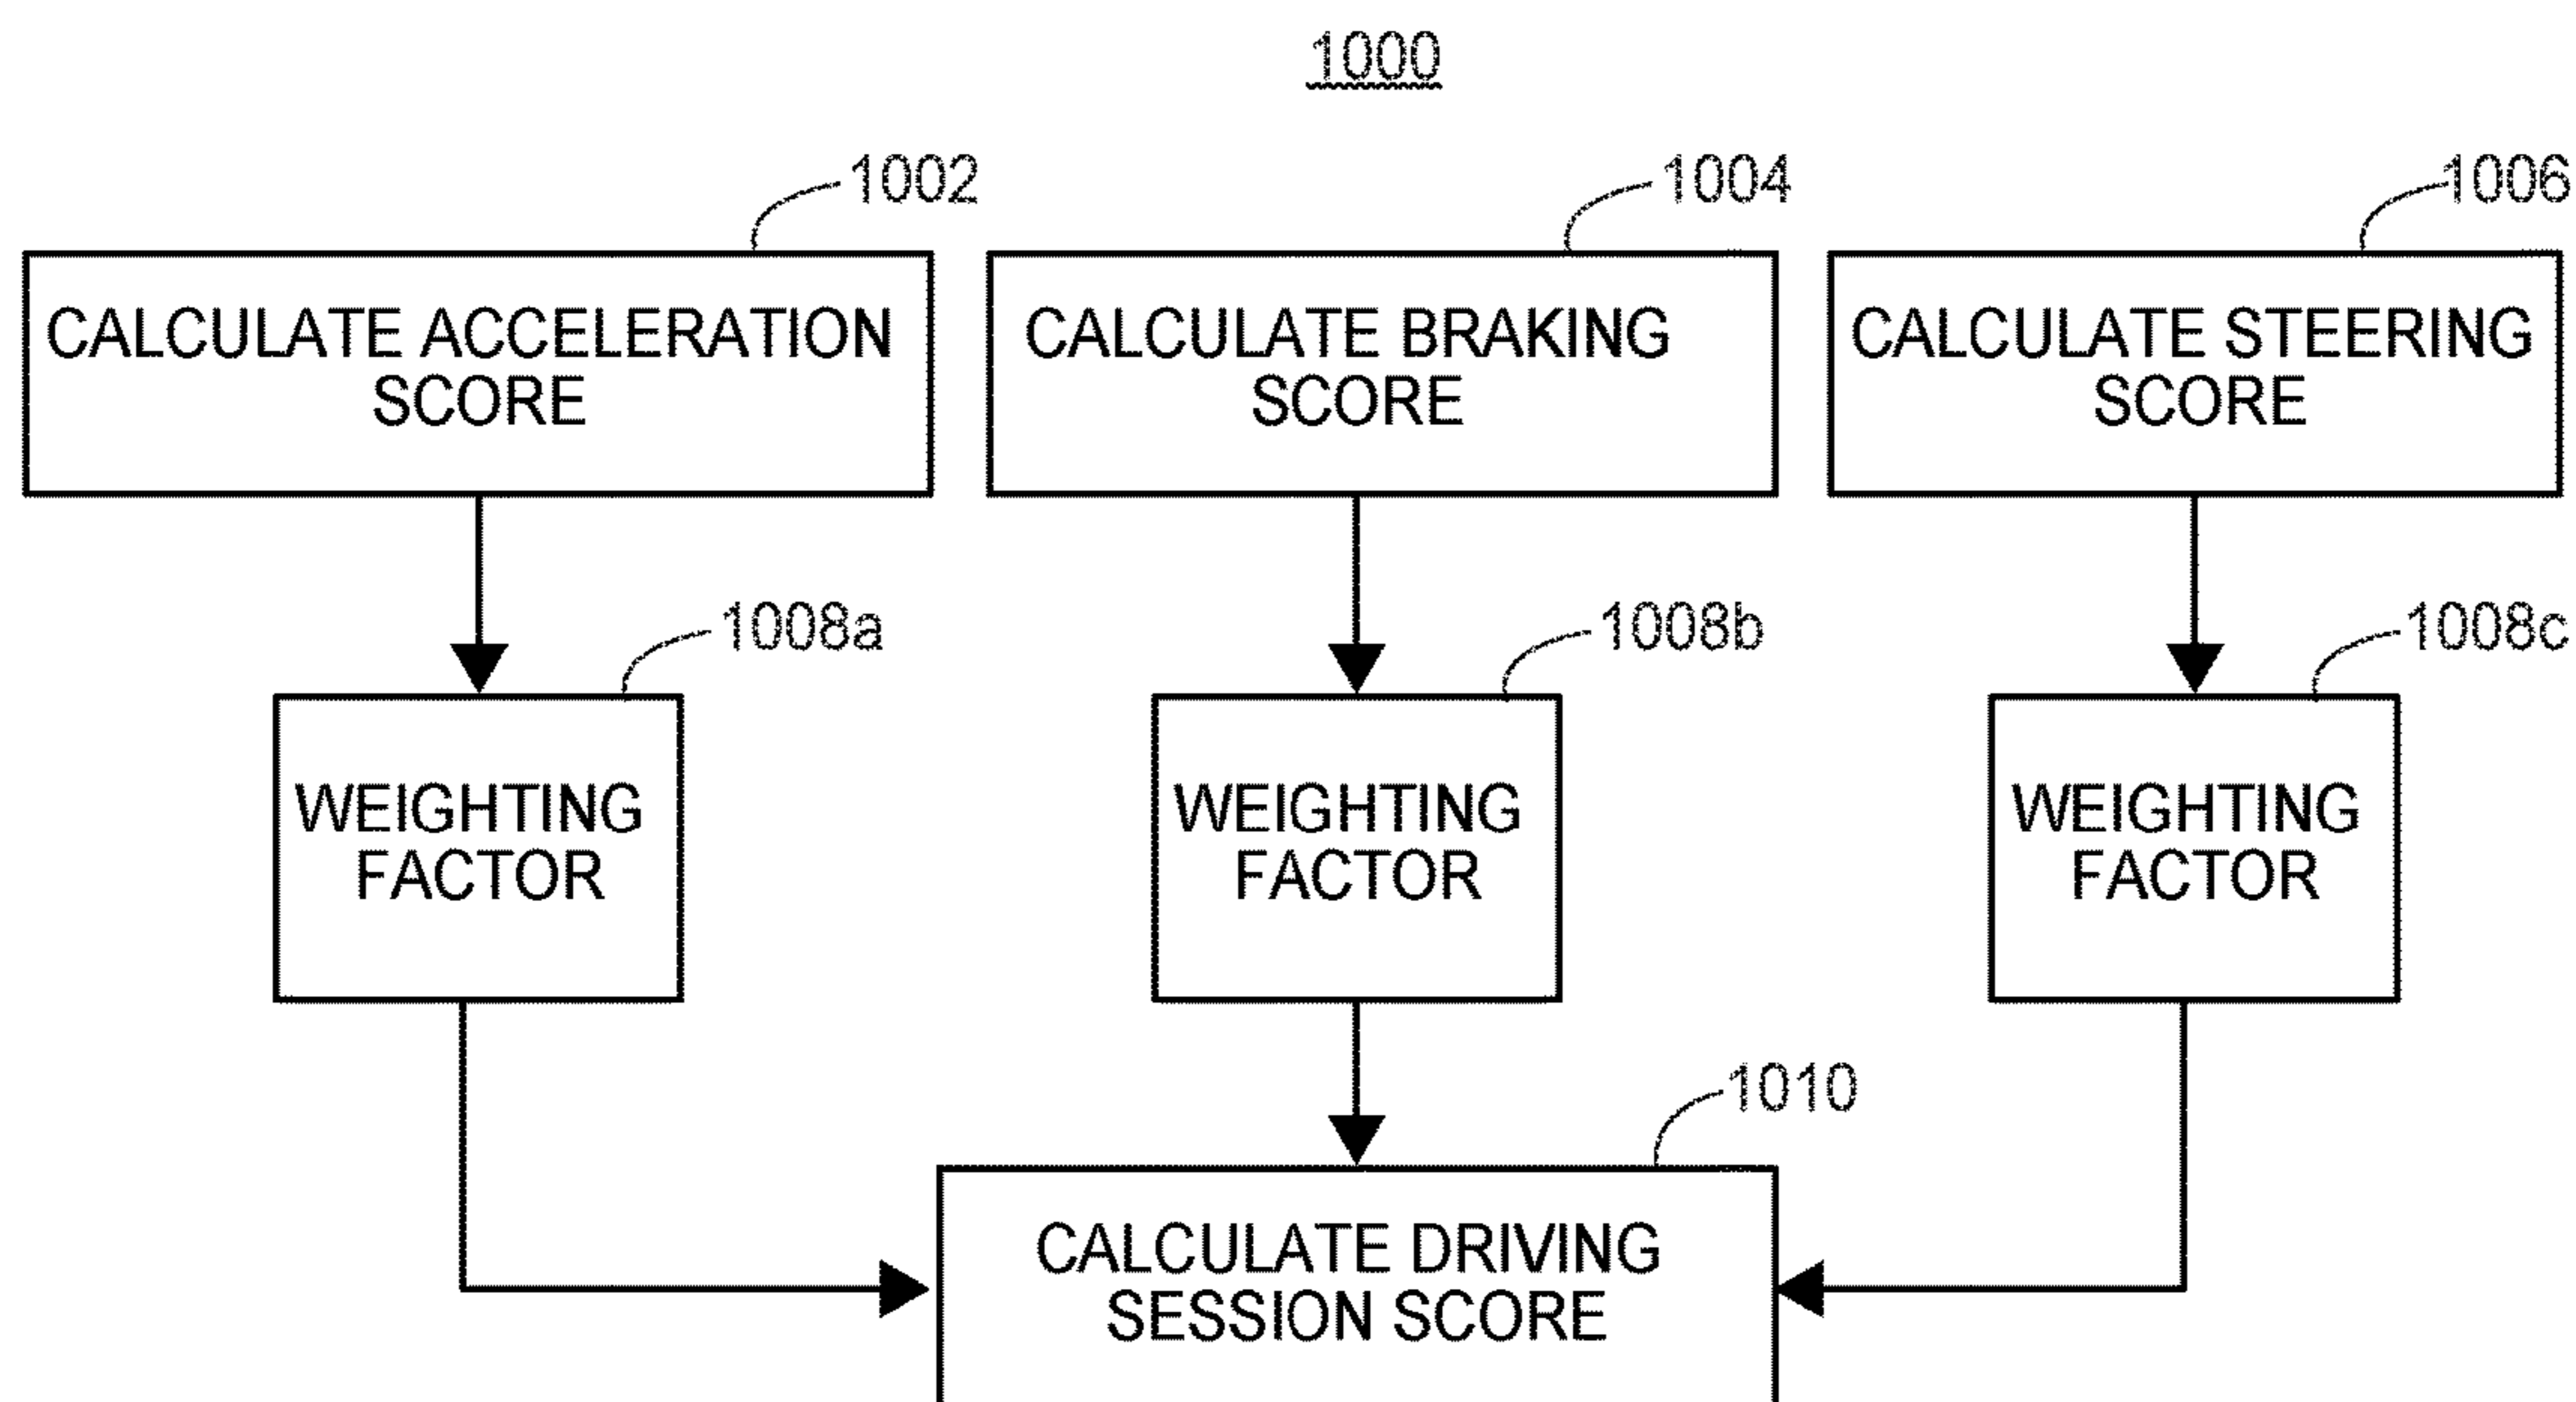 1000
1002
1004
1006
CALCULATE ACCELERATION
SCORE
CALCULATE BRAKING
SCORE
CALCULATE STEERING
SCORE
1008a
1008b
1008c
WEIGHTING
FACTOR
WEIGHTING
FACTOR
WEIGHTING
FACTOR
1010
CALCULATE DRIVING
SESSION SCORE